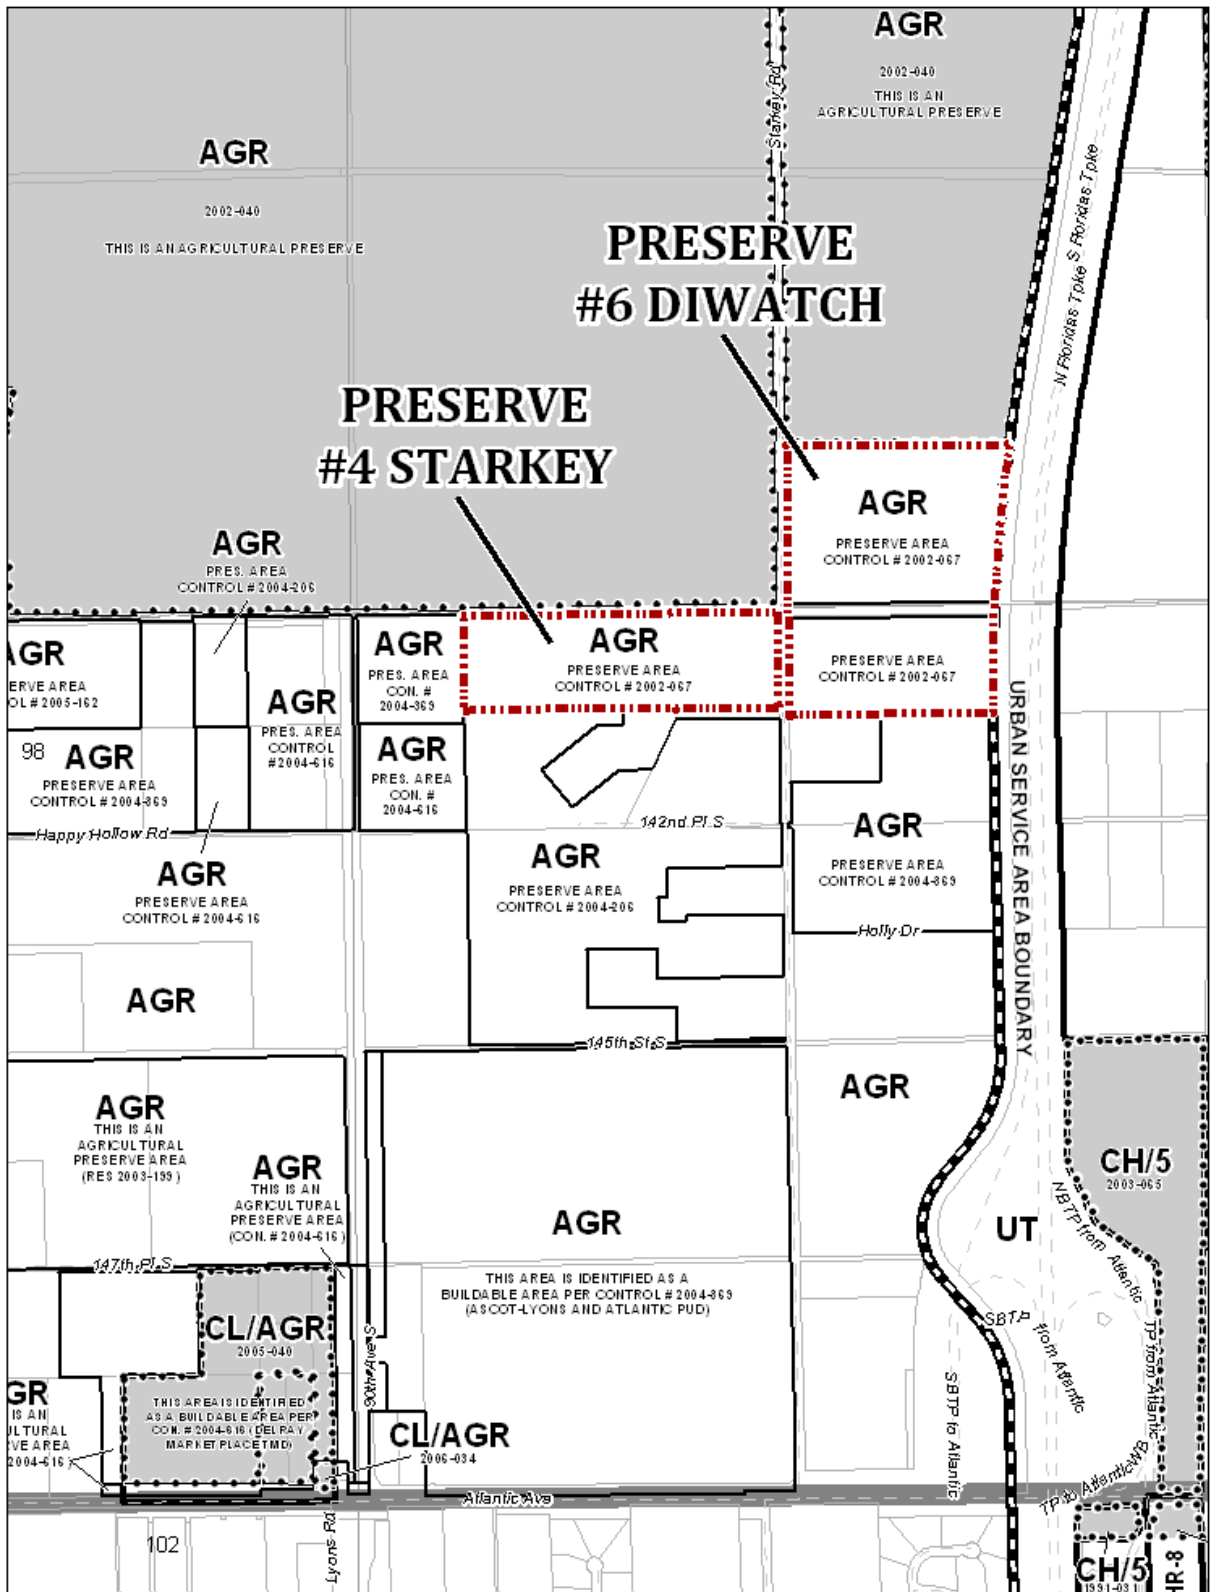 AGR
2002-040
THIS IS AN
AGRICULTURAL PRESERVE
Starkey Rd
AGR
2002-040
THIS IS AN AGRICULTURAL PRESERVE
S Floridas Tpke
N Floridas Tpke
PRESERVE
#6 DIWATCH
PRESERVE
#4 STARKEY
AGR
PRESERVE AREA
CONTROL # 2002-067
AGR
PRES. AREA
CONTROL # 2004-206
AGR
ERVE AREA
OL # 2005-162
AGR
PRES. AREA
CONTROL
# 2004-616
AGR
PRES. AREA
CON. #
2004-369
AGR
PRESERVE AREA
CONTROL # 2002-067
PRESERVE AREA
CONTROL # 2002-067
98
AGR
PRESERVE AREA
CONTROL # 2004-369
AGR
PRES. AREA
CON. #
2004-616
URBAN SERVICE AREA BOUNDARY
Happy Hollow Rd
142nd Pl S
AGR
PRESERVE AREA
CONTROL # 2004-616
AGR
PRESERVE AREA
CONTROL # 2004-206
AGR
PRESERVE AREA
CONTROL # 2004-369
Holly Dr
AGR
145th St S
AGR
AGR
THIS IS AN
AGRICULTURAL
PRESERVE AREA
(RES 2003-199)
AGR
THIS IS AN
AGRICULTURAL
PRESERVE AREA
(CON. # 2004-616)
CH/5
2003-065
AGR
UT
147th Pl S
THIS AREA IS IDENTIFIED AS A
BUILDABLE AREA PER CONTROL # 2004-369
(ASCOT-LYONS AND ATLANTIC PUD)
NBTP from Atlantic
SBTP from Atlantic
TP from Atlantic
SBTP to Atlantic
TP to AtlanticWB
CL/AGR
2005-040
90th Ave S
THIS AREA IS IDENTIFIED
AS A BUILDABLE AREA PER
CON. # 2004-616 (DELRAY
MARKETPLACE TMD)
GR
IS AN
ULTURAL
RVE AREA
2004-616)
CL/AGR
2006-034
Atlantic Ave
Lyons Rd
102
CH/5
1991-031
HR-8